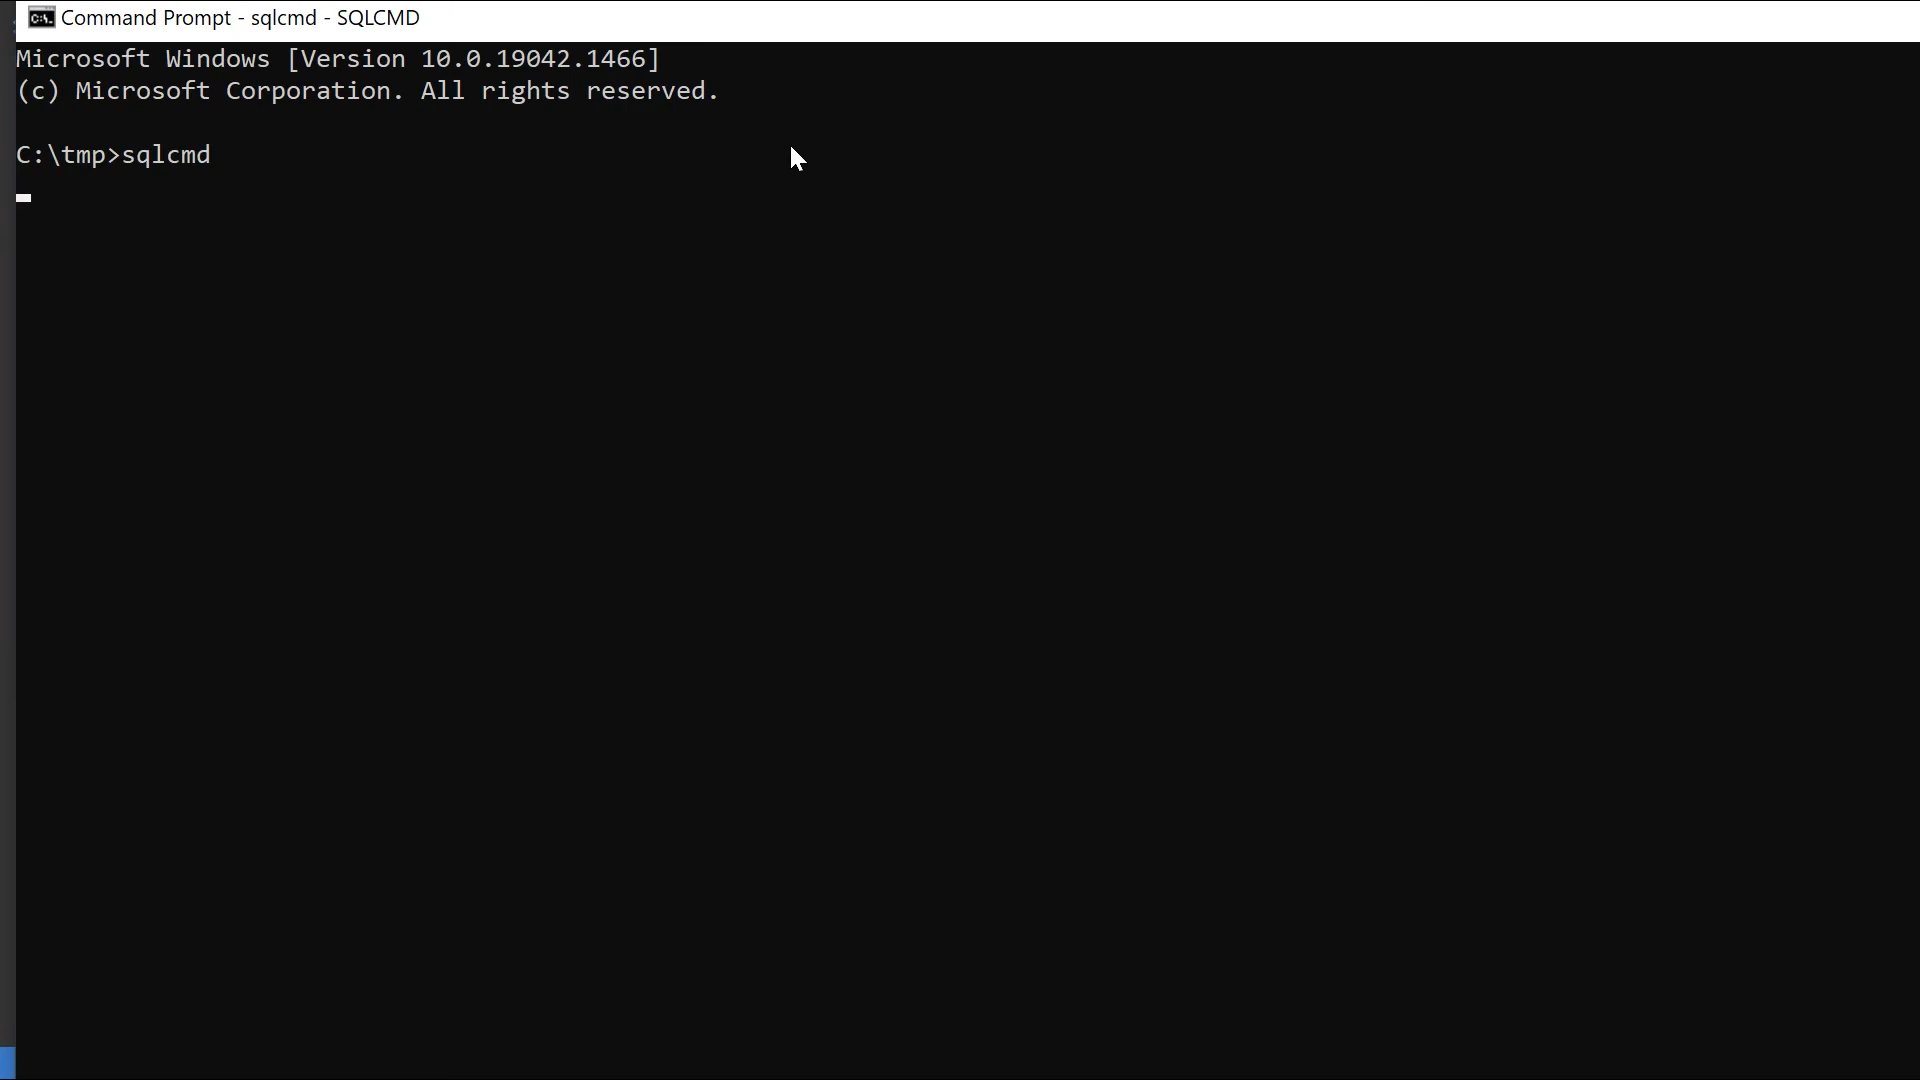 Command Prompt - sqlcmd - SQLCMD
Microsoft Windows [Version 10.0.19042.1466]
(c) Microsoft Corporation. All rights reserved.
C:\tmp>sqlcmd